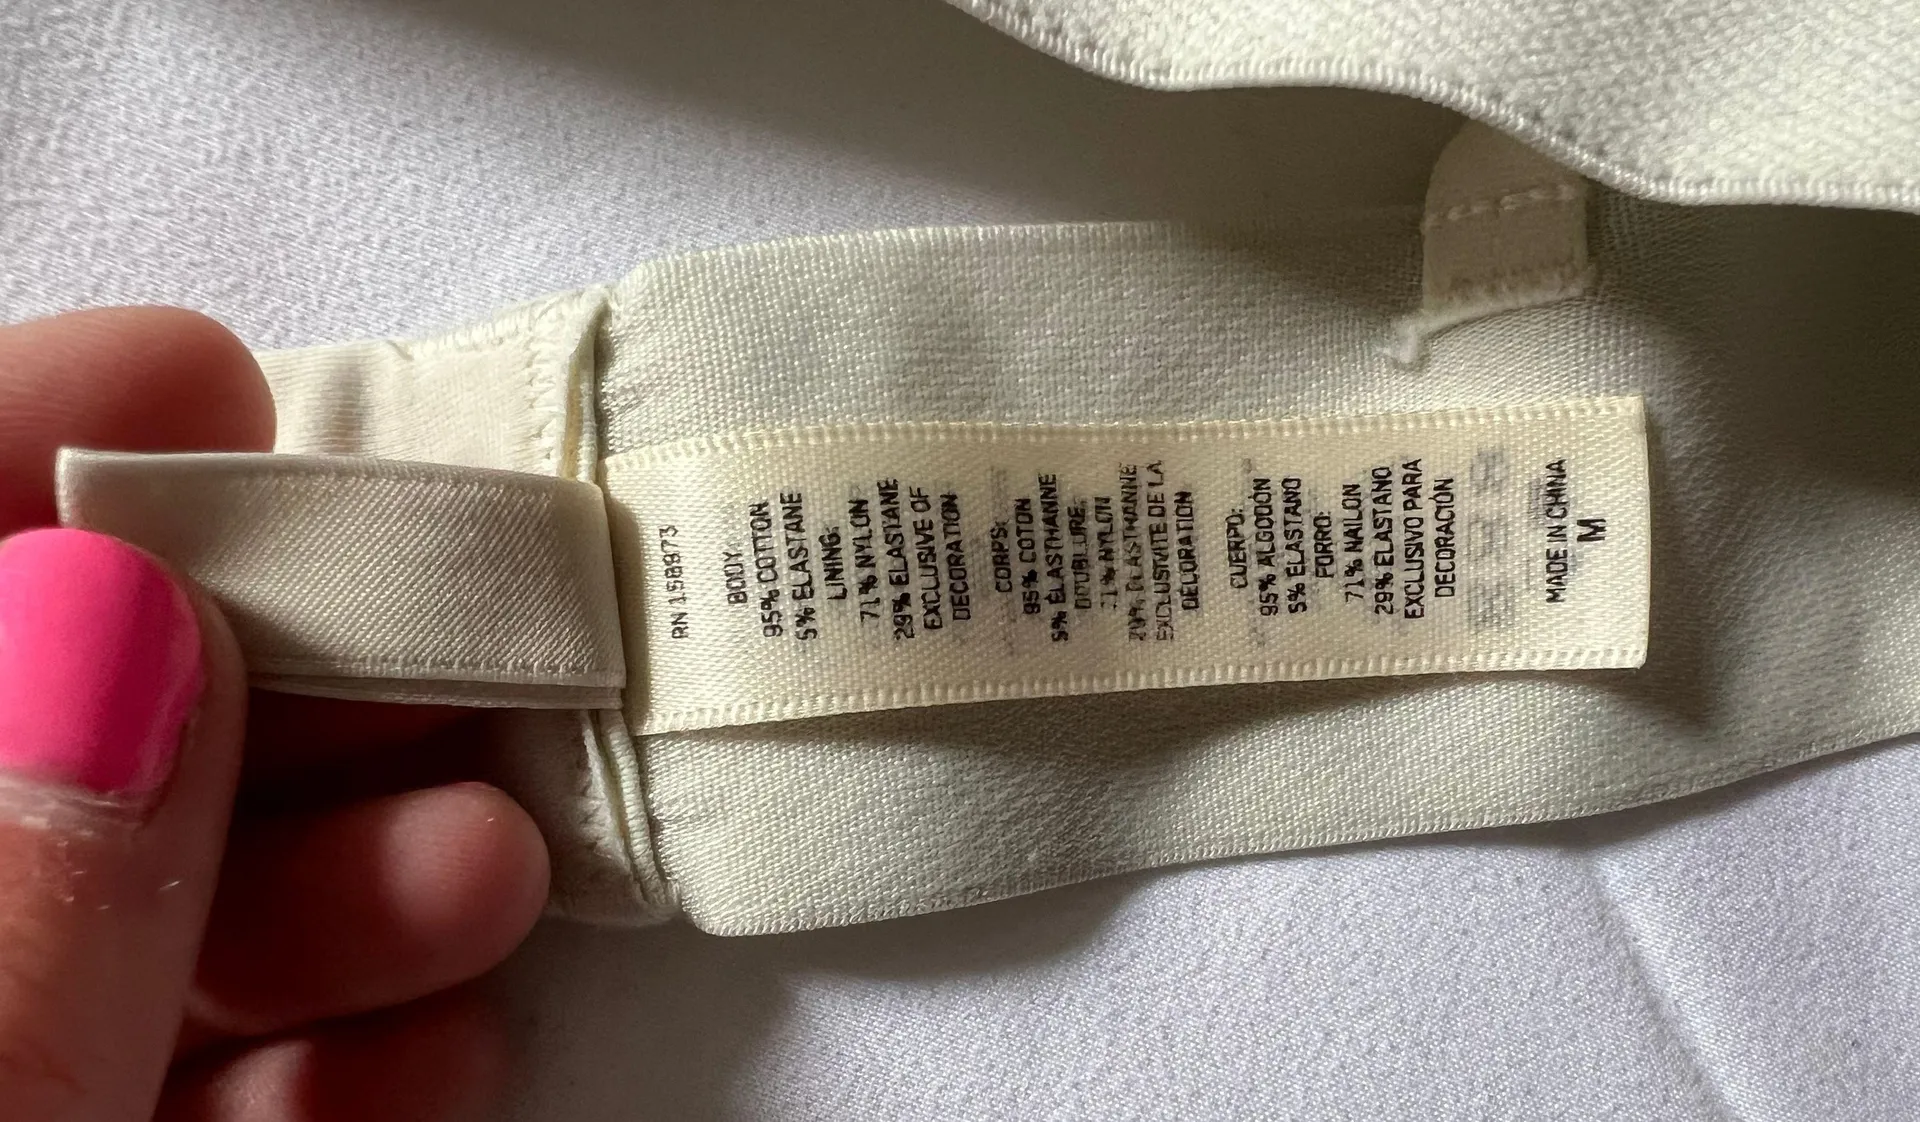 RN 158973
BODY:
95% COTTON
5% ELASTANE
LINING:
71% NYLON
29% ELASTANE
EXCLUSIVE OF
DECORATION
CORPS:
95% COTON
5% ÉLASTHANNE
DOUBLURE:
71% NYLON
29% ÉLASTHANNE
EXCLUSIVITÉ DE LA
DÉCORATION
CUERPO:
95% ALGODÓN
5% ELASTANO
FORRO:
71% NAILON
29% ELASTANO
EXCLUSIVO PARA
DECORACIÓN
MADE IN CHINA
M